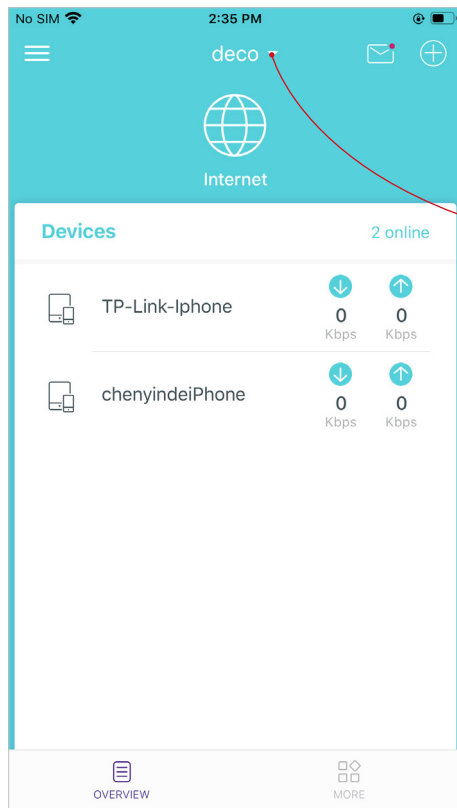 No SIM 2:35 PM
deco
Internet
Devices 2 online
TP-Link-Iphone 0 0
Kbps Kbps
chenyindeiPhone 0 0
Kbps Kbps
OVERVIEW MORE